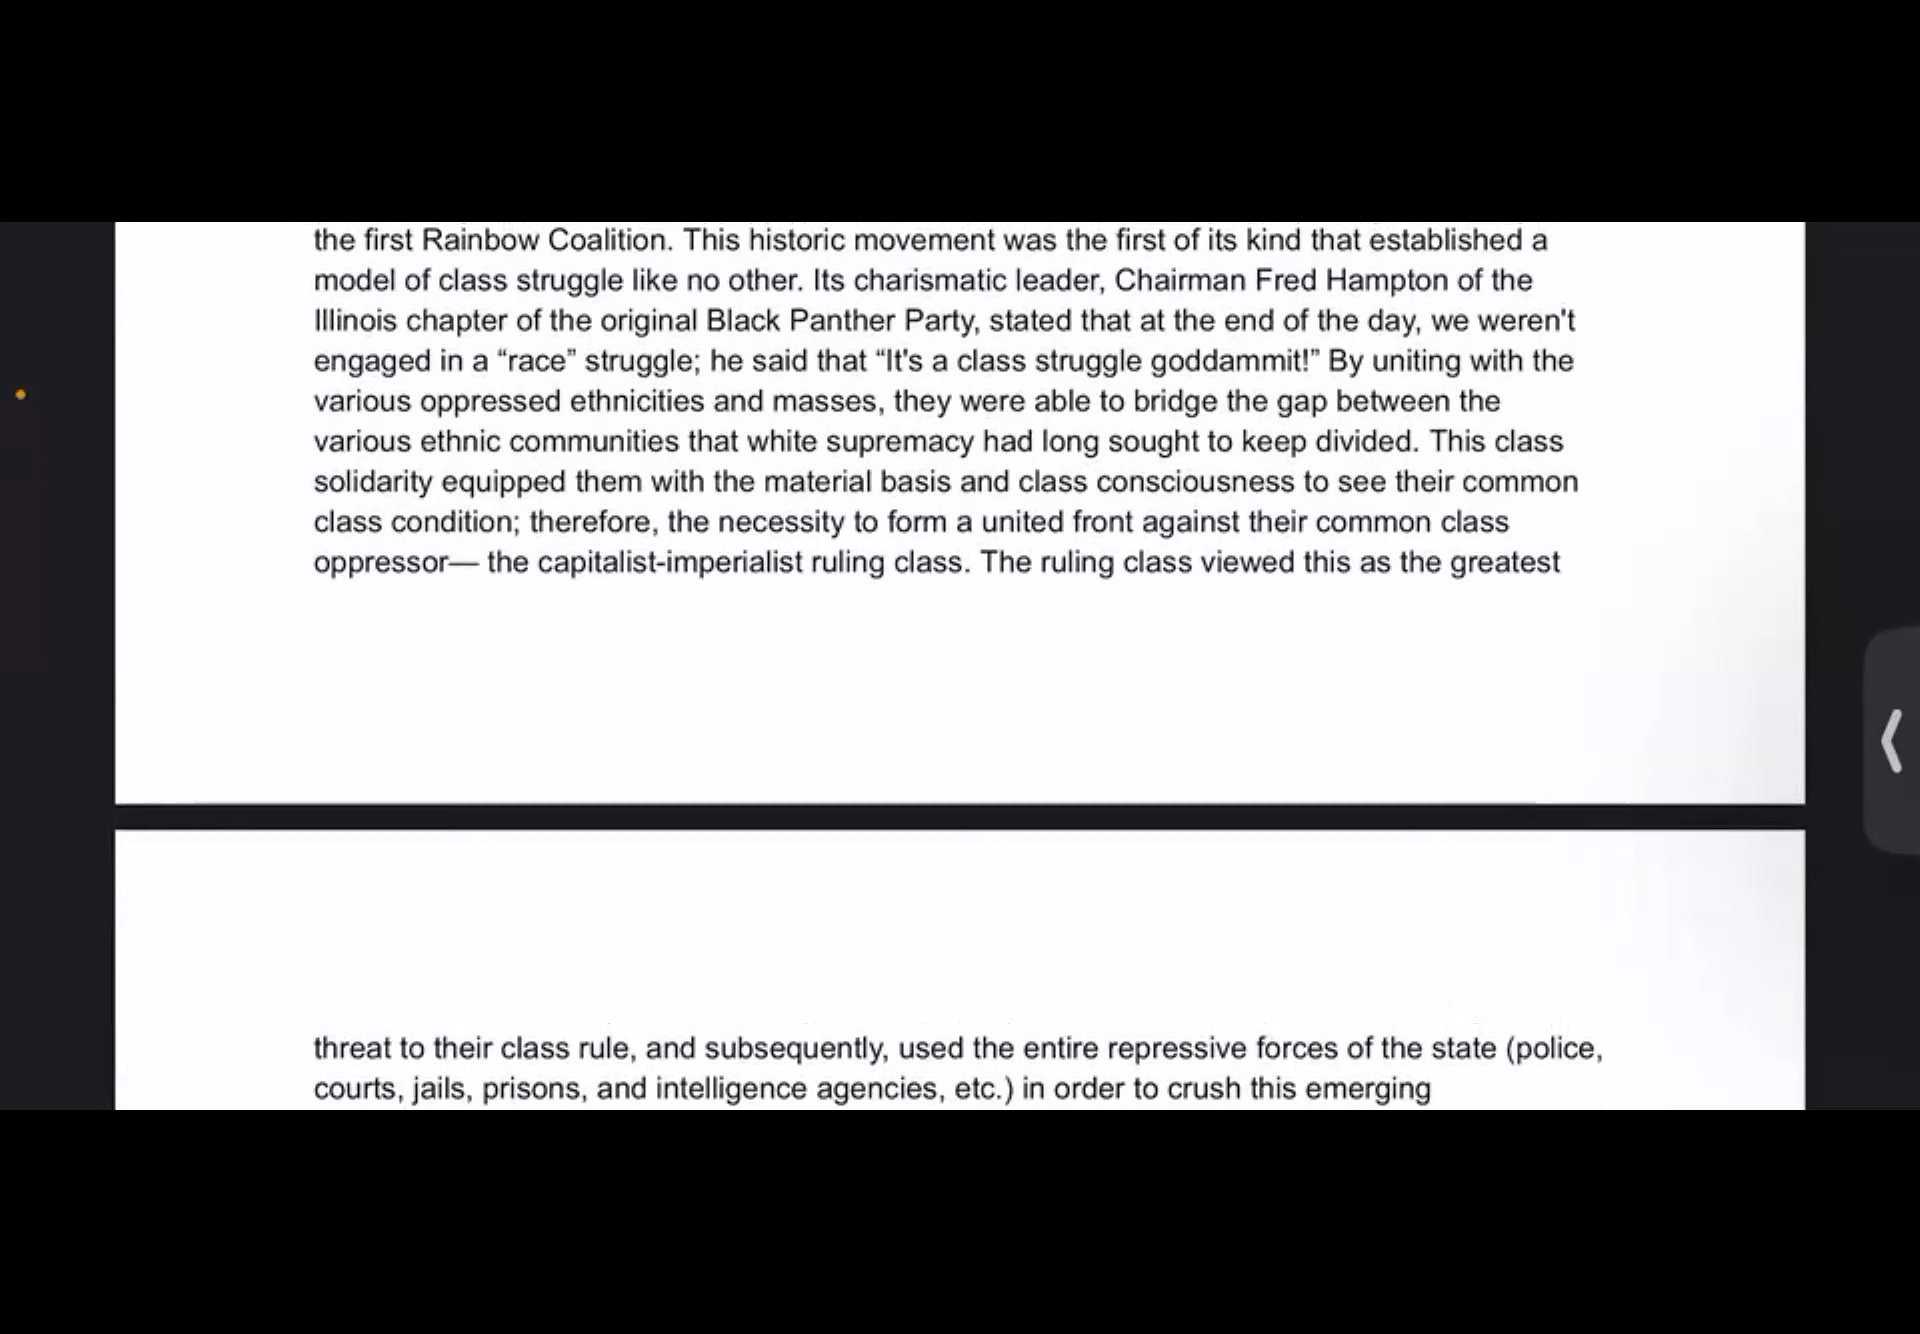 the first Rainbow Coalition. This historic movement was the first of its kind that established a
model of class struggle like no other. Its charismatic leader, Chairman Fred Hampton of the
Illinois chapter of the original Black Panther Party, stated that at the end of the day, we weren't
engaged in a “race” struggle; he said that “It's a class struggle goddammit!” By uniting with the
various oppressed ethnicities and masses, they were able to bridge the gap between the
various ethnic communities that white supremacy had long sought to keep divided. This class
solidarity equipped them with the material basis and class consciousness to see their common
class condition; therefore, the necessity to form a united front against their common class
oppressor— the capitalist-imperialist ruling class. The ruling class viewed this as the greatest
threat to their class rule, and subsequently, used the entire repressive forces of the state (police,
courts, jails, prisons, and intelligence agencies, etc.) in order to crush this emerging